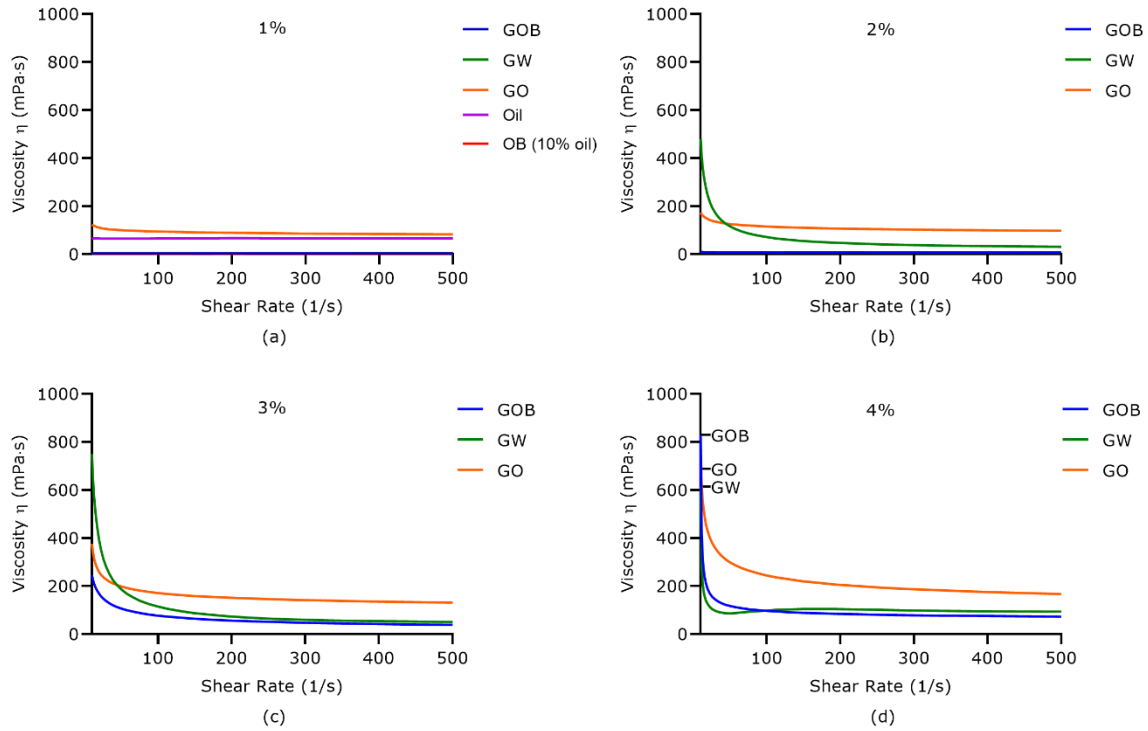 1%
Viscosity η (mPa·s)
1000
800
600
400
200
0
100 200 300 400 500
Shear Rate (1/s)
GOB
GW
GO
Oil
OB (10% oil)
(a)
2%
Viscosity η (mPa·s)
1000
800
600
400
200
0
100 200 300 400 500
Shear Rate (1/s)
GOB
GW
GO
(b)
3%
Viscosity η (mPa·s)
1000
800
600
400
200
0
100 200 300 400 500
Shear Rate (1/s)
GOB
GW
GO
(c)
4%
Viscosity η (mPa·s)
1000
800
600
400
200
0
GOB
GO
GW
100 200 300 400 500
Shear Rate (1/s)
GOB
GW
GO
(d)